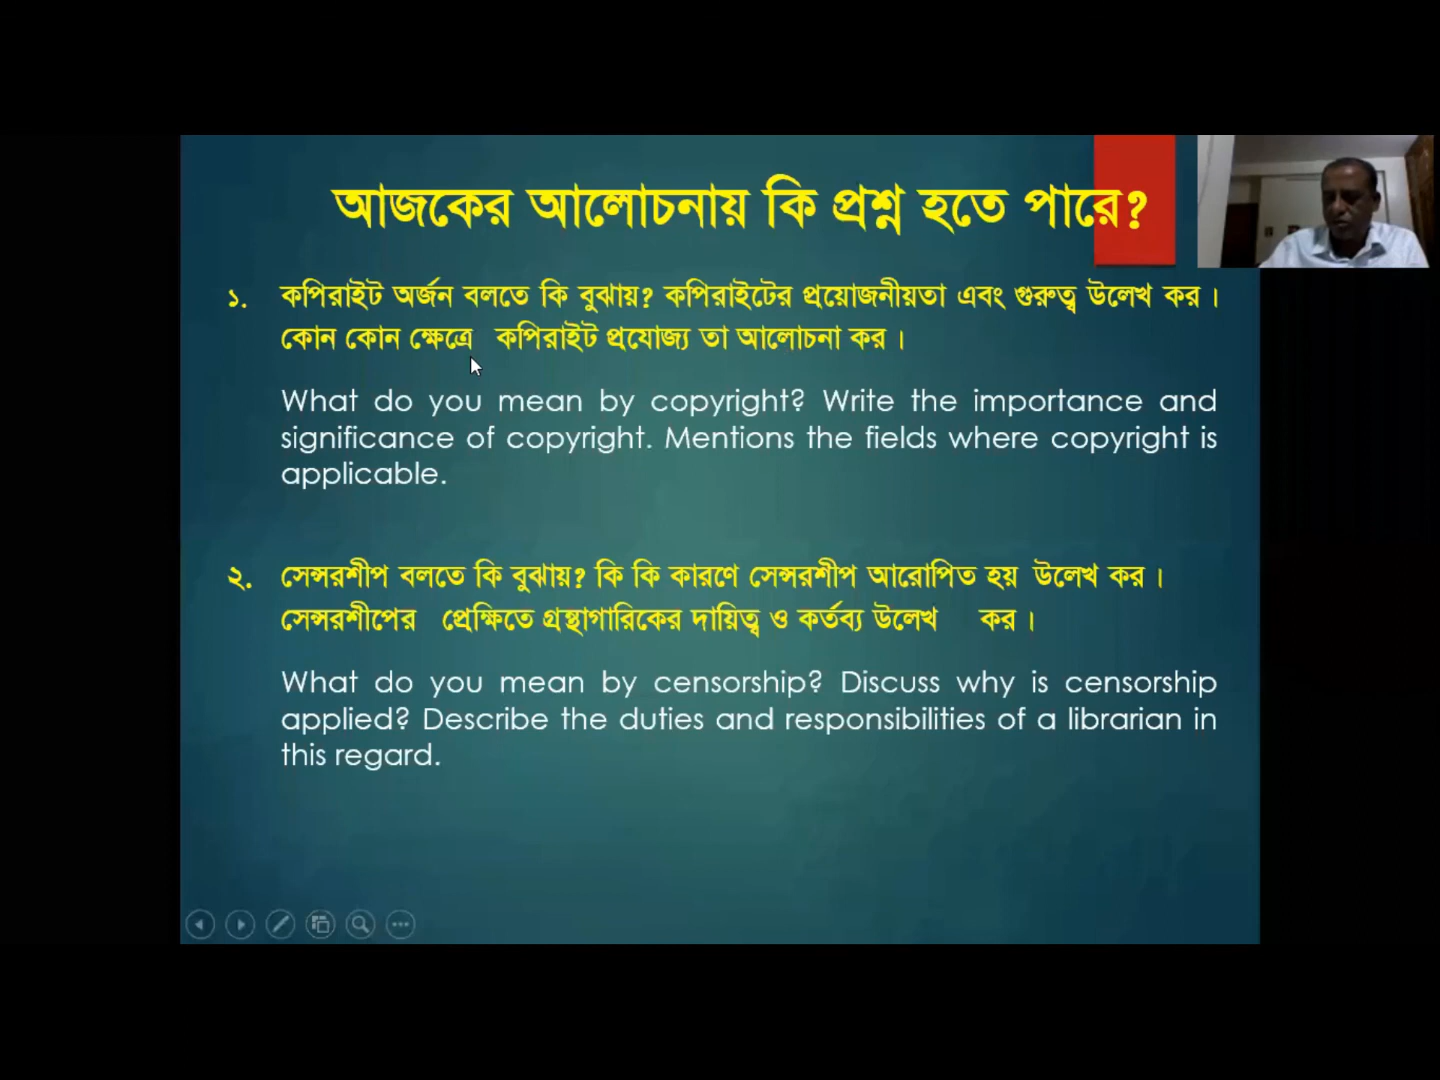 আজকের আলোচনায় কি প্রশ্ন হতে পারে?
১. কপিরাইট অর্জন বলতে কি বুঝায়? কপিরাইটের প্রয়োজনীয়তা এবং গুরুত্ব উলেখ কর।
কোন কোন ক্ষেত্রে কপিরাইট প্রযোজ্য তা আলোচনা কর।
What do you mean by copyright? Write the importance and
significance of copyright. Mentions the fields where copyright is
applicable.
২. সেন্সরশীপ বলতে কি বুঝায়? কি কি কারণে সেন্সরশীপ আরোপিত হয় উলেখ কর।
সেন্সরশীপের প্রেক্ষিতে গ্রন্থাগারিকের দায়িত্ব ও কর্তব্য উলেখ কর।
What do you mean by censorship? Discuss why is censorship
applied? Describe the duties and responsibilities of a librarian in
this regard.